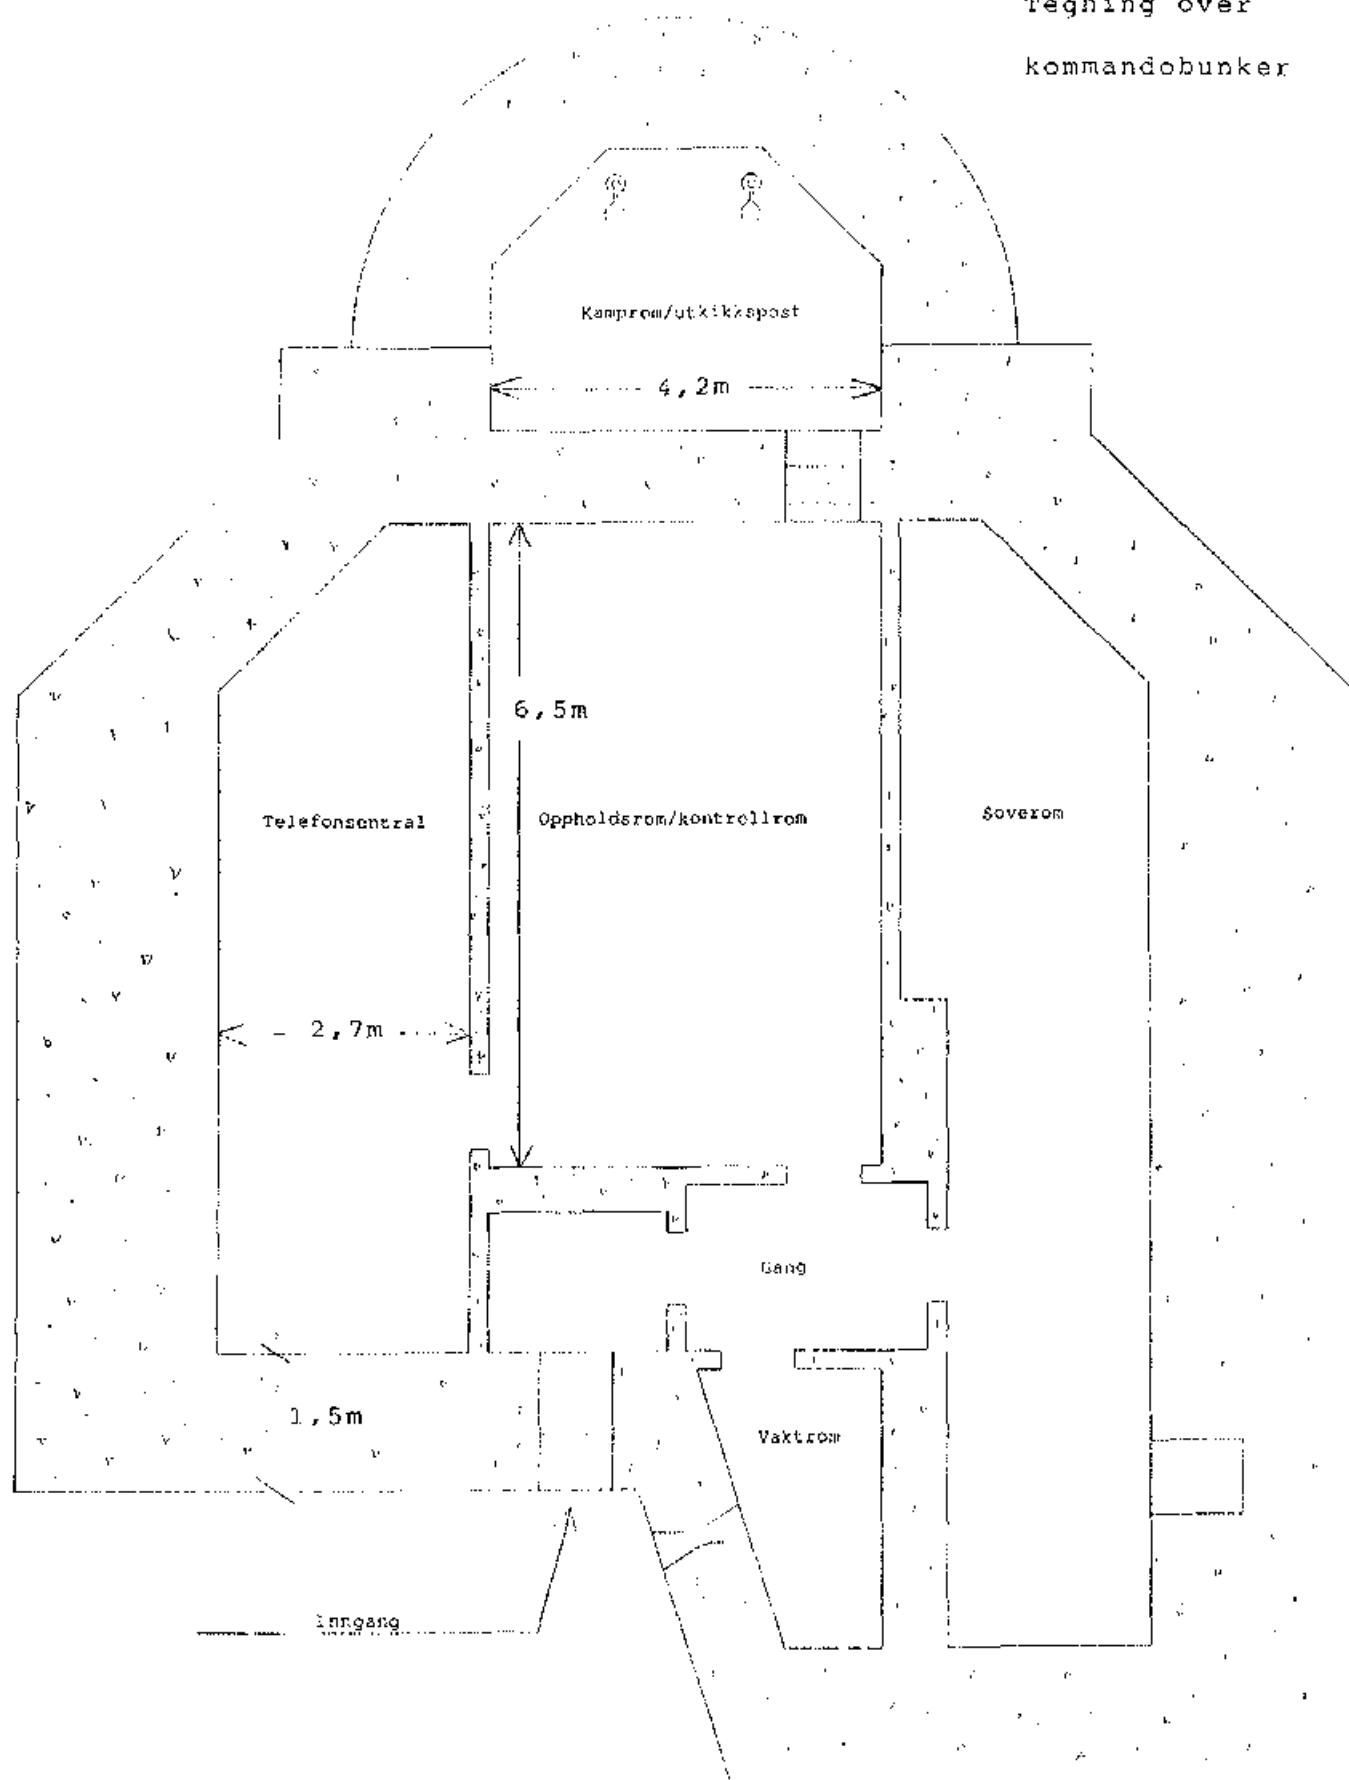 Tegning over
kommandobunker
Kamprom/utkikkspost
4,2m
6,5m
Telefonsentral
Oppholdsrom/kontrollrom
Soverom
2,7m
Gang
1,5m
Vaktrom
Inngang